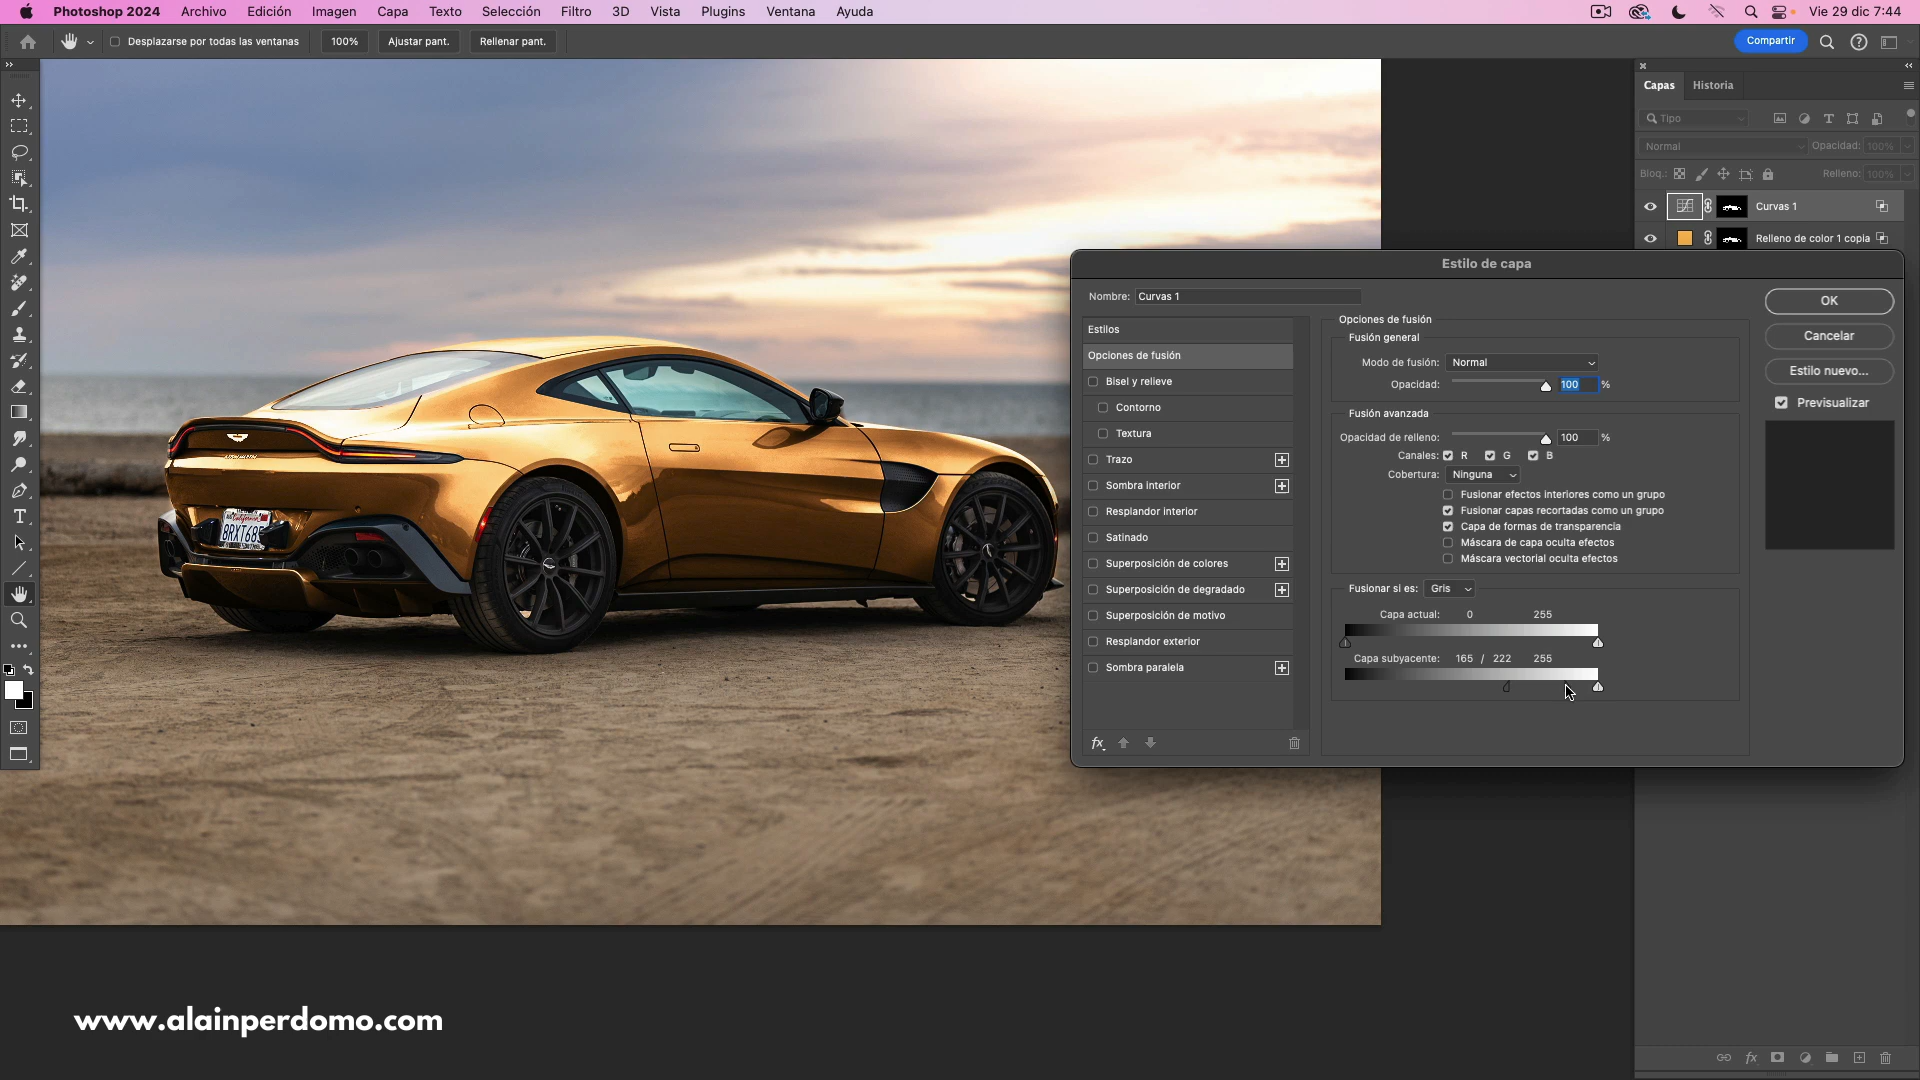 Photoshop 2024 Archivo Edición Imagen Capa Texto Selección Filtro 3D Vista Plugins Ventana Ayuda Vie 29 dic 7:44
Desplazarse por todas las ventanas 100% Ajustar pant. Rellenar pant. Compartir
Capas Historia
Tipo
Normal Opacidad: 100%
Bloq.: Relleno: 100%
Curvas 1
Relleno de color 1 copia
Estilo de capa
Nombre: Curvas 1
Estilos
Opciones de fusión
Bisel y relieve
Contorno
Textura
Trazo
Sombra interior
Resplandor interior
Satinado
Superposición de colores
Superposición de degradado
Superposición de motivo
Resplandor exterior
Sombra paralela
fx
Opciones de fusión
Fusión general
Modo de fusión: Normal
Opacidad: 100 %
Fusión avanzada
Opacidad de relleno: 100 %
Canales: R G B
Cobertura: Ninguna
Fusionar efectos interiores como un grupo
Fusionar capas recortadas como un grupo
Capa de formas de transparencia
Máscara de capa oculta efectos
Máscara vectorial oculta efectos
Fusionar si es: Gris
Capa actual: 0 255
Capa subyacente: 165 / 222 255
OK
Cancelar
Estilo nuevo...
Previsualizar
California
8RXT685
www.alainperdomo.com
fx